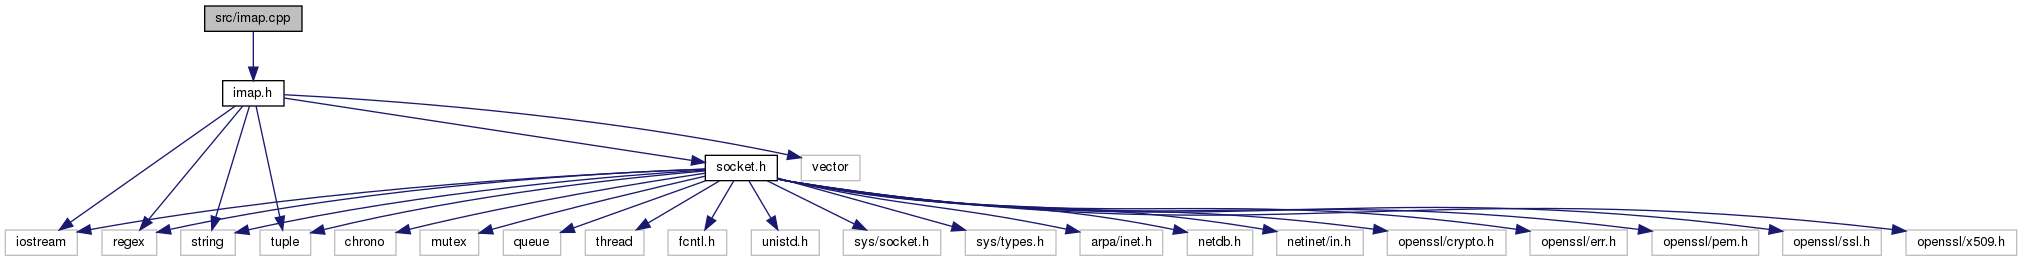 src/imap.cpp
imap.h
socket.h
vector
iostream
regex
string
tuple
chrono
mutex
queue
thread
fcntl.h
unistd.h
sys/socket.h
sys/types.h
arpa/inet.h
netdb.h
netinet/in.h
openssl/crypto.h
openssl/err.h
openssl/pem.h
openssl/ssl.h
openssl/x509.h